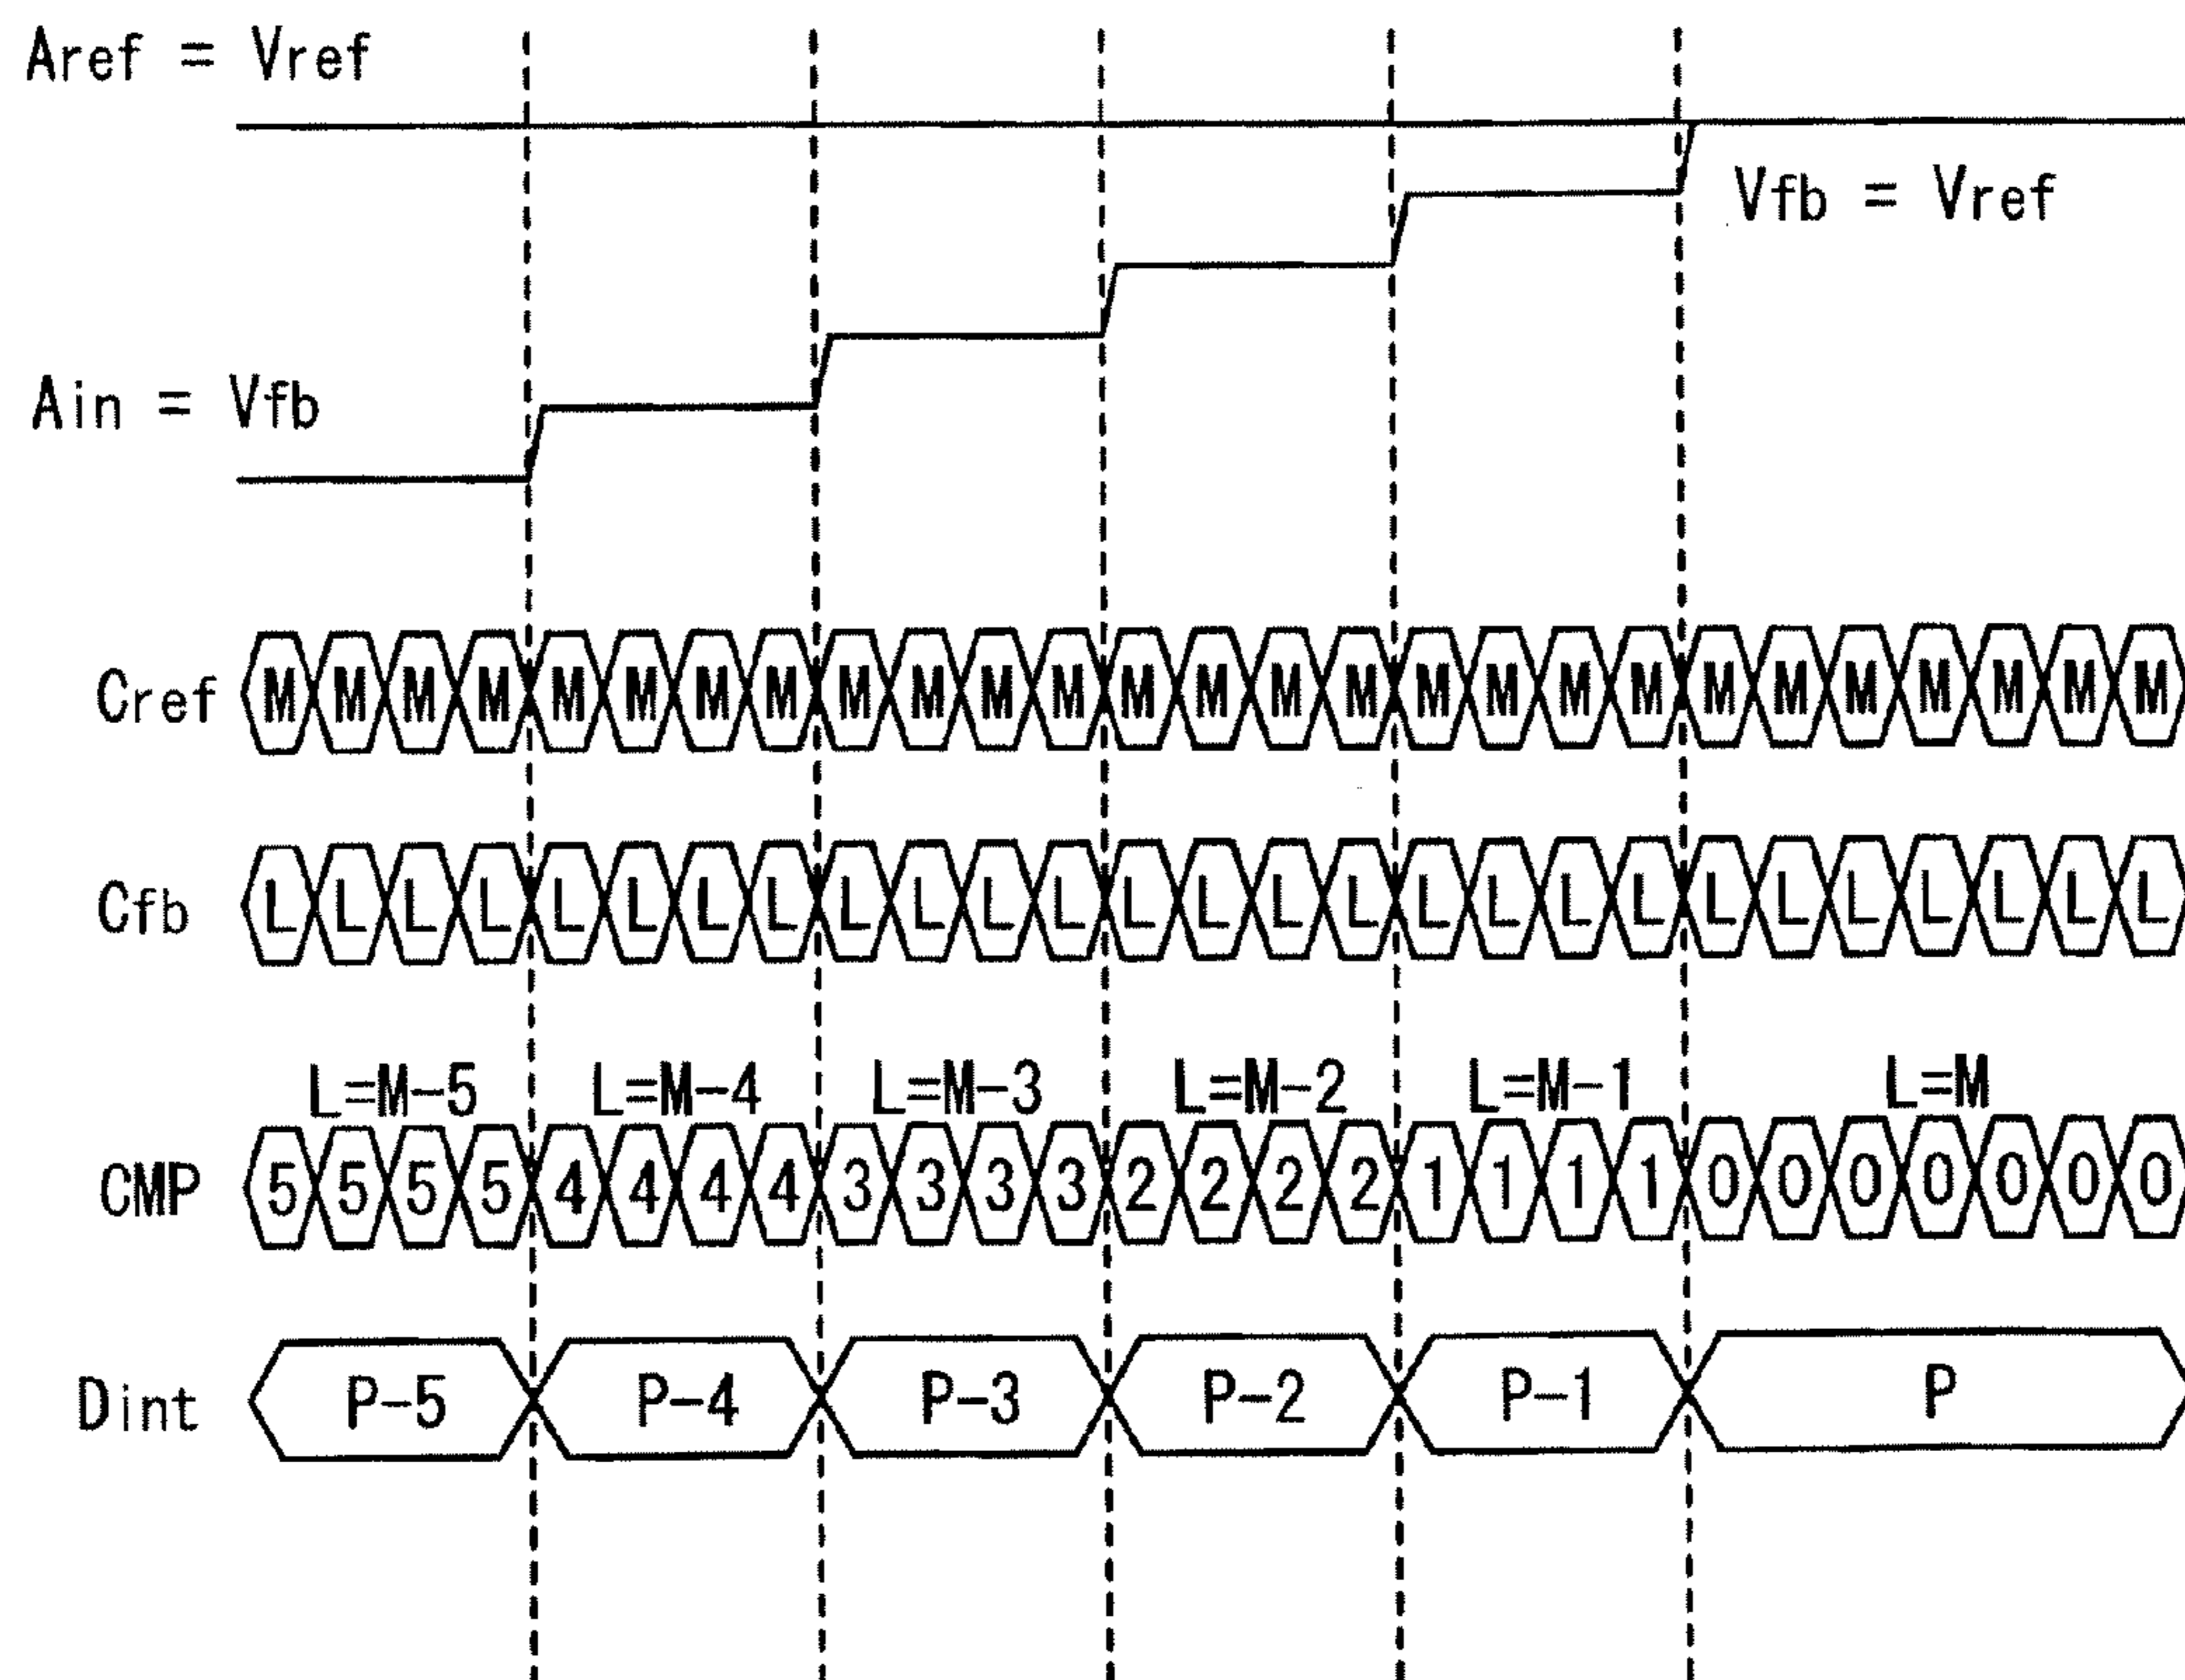 Aref = Vref
Vfb = Vref
Ain = Vfb
Cref M M M M M M M M M M M M M M M M M M M M M M M M M M M
Cfb L L L L L L L L L L L L L L L L L L L L L L L L L L L
L=M-5 L=M-4 L=M-3 L=M-2 L=M-1 L=M
CMP 5 5 5 5 4 4 4 4 3 3 3 3 2 2 2 2 1 1 1 1 0 0 0 0 0 0 0
Dint P-5 P-4 P-3 P-2 P-1 P